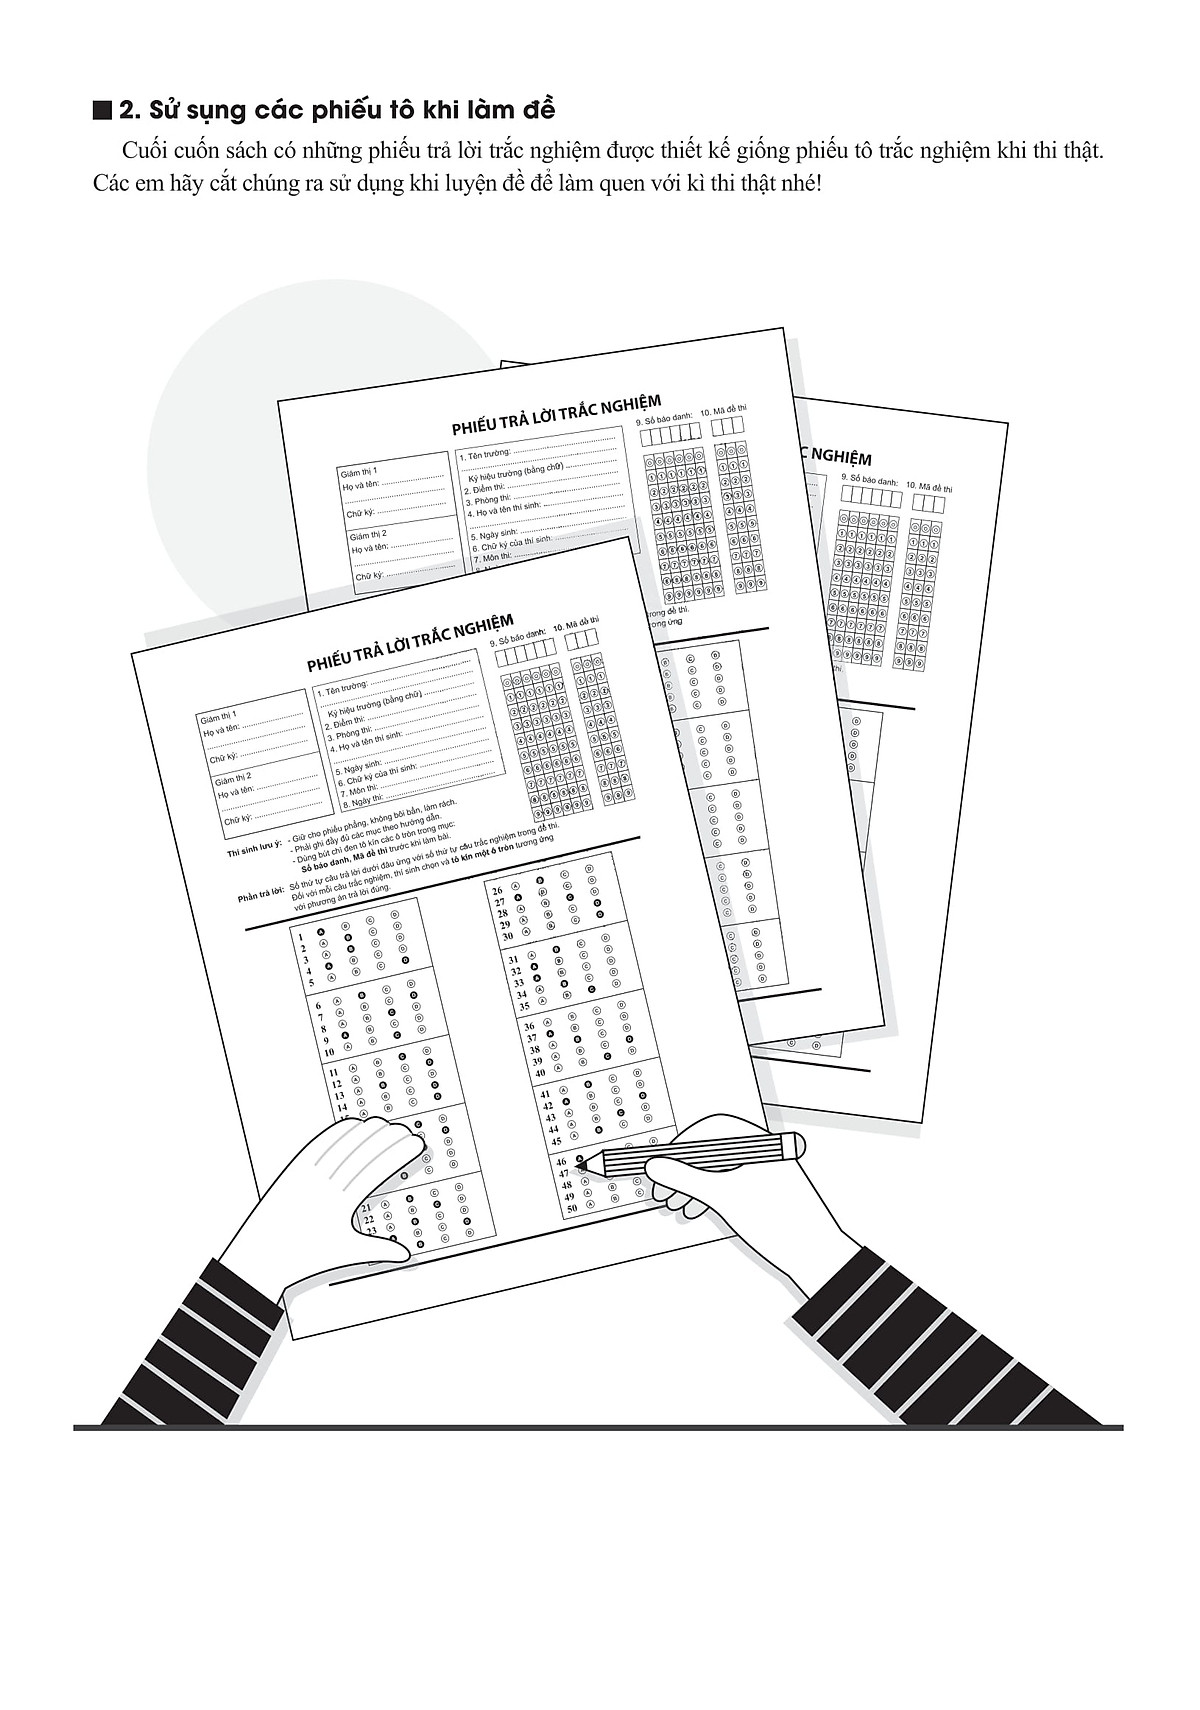 2. Sử sụng các phiếu tô khi làm đề
Cuối cuốn sách có những phiếu trả lời trắc nghiệm được thiết kế giống phiếu tô trắc nghiệm khi thi thật.
Các em hãy cắt chúng ra sử dụng khi luyện đề để làm quen với kì thi thật nhé!
PHIẾU TRẢ LỜI TRẮC NGHIỆM
9. Số báo danh: 10. Mã đề thi
Giám thị 1
Họ và tên:
Chữ ký:
Giám thị 2
Họ và tên:
Chữ ký:
1. Tên trường:
Ký hiệu trường (bằng chữ)
2. Điểm thi:
3. Phòng thi:
4. Họ và tên thí sinh:
5. Ngày sinh:
6. Chữ ký của thí sinh:
7. Môn thi:
trong đề thi.
ơng ứng
NGHIỆM
9. Số báo danh: 10. Mã đề thi
PHIẾU TRẢ LỜI TRẮC NGHIỆM
9. Số báo danh: 10. Mã đề thi
Giám thị 1
Họ và tên:
Chữ ký:
Giám thị 2
Họ và tên:
Chữ ký:
1. Tên trường:
Ký hiệu trường (bằng chữ)
2. Điểm thi:
3. Phòng thi:
4. Họ và tên thí sinh:
5. Ngày sinh:
6. Chữ ký của thí sinh:
7. Môn thi:
8. Ngày thi:
Thí sinh lưu ý: - Giữ cho phiếu phẳng, không bôi bẩn, làm rách.
- Phải ghi đầy đủ các mục theo hướng dẫn.
- Dùng bút chì đen tô kín các ô tròn trong mục:
Số báo danh, Mã đề thi trước khi làm bài.
Phần trả lời: Số thứ tự câu trả lời dưới đâu ứng với số thứ tự câu trắc nghiệm trong đề thi.
Đối với mỗi câu trắc nghiệm, thí sinh chọn và tô kín một ô tròn tương ứng
với phương án trả lời đúng.
1
2
3
4
5
6
7
8
9
10
11
12
13
14
21
22
23
26
27
28
29
30
31
32
33
34
35
36
37
38
39
40
41
42
43
44
45
46
47
48
49
50